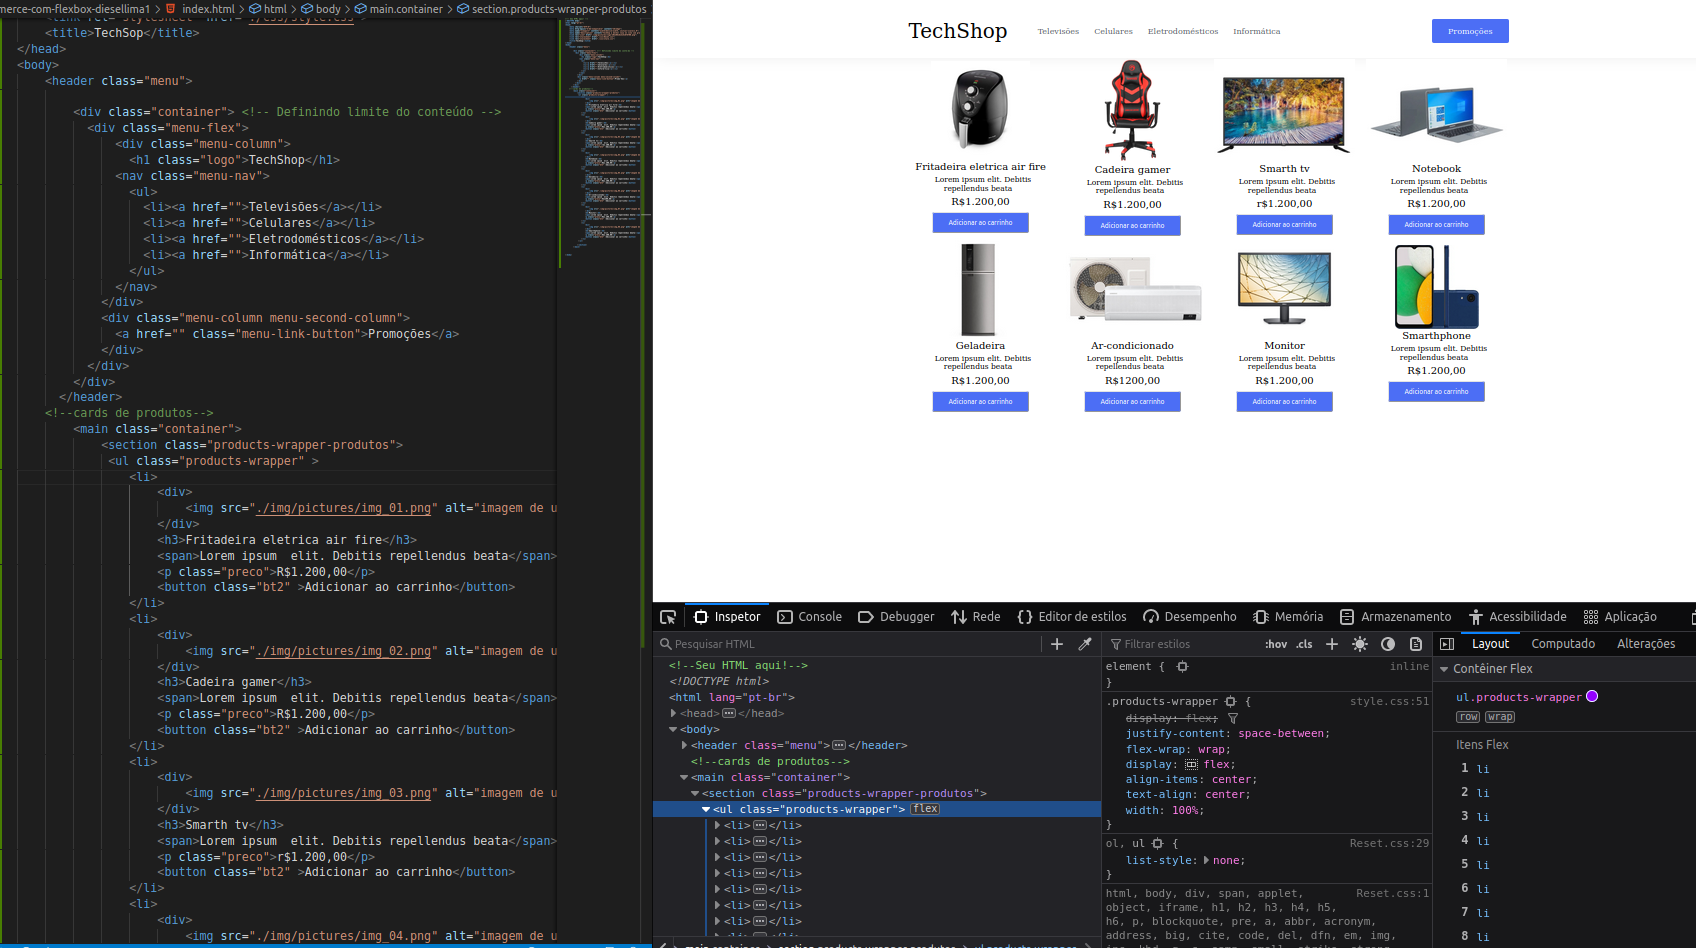 merce-com-flexbox-diesellima1 > index.html > html > body > main.container > section.products-wrapper-produtos
<link rel="stylesheet" href="./css/style.css">
<title>TechSop</title>
</head>
<body>
<header class="menu">
<div class="container"> <!-- Definindo limite do conteúdo -->
<div class="menu-flex">
<div class="menu-column">
<h1 class="logo">TechShop</h1>
<nav class="menu-nav">
<ul>
<li><a href="">Televisões</a></li>
<li><a href="">Celulares</a></li>
<li><a href="">Eletrodomésticos</a></li>
<li><a href="">Informática</a></li>
</ul>
</nav>
</div>
<div class="menu-column menu-second-column">
<a href="" class="menu-link-button">Promoções</a>
</div>
</div>
</div>
</header>
<!--cards de produtos-->
<main class="container">
<section class="products-wrapper-produtos">
<ul class="products-wrapper" >
<li>
<div>
<img src="./img/pictures/img_01.png" alt="imagem de u
</div>
<h3>Fritadeira eletrica air fire</h3>
<span>Lorem ipsum  elit. Debitis repellendus beata</span>
<p class="preco">R$1.200,00</p>
<button class="bt2" >Adicionar ao carrinho</button>
</li>
<li>
<div>
<img src="./img/pictures/img_02.png" alt="imagem de u
</div>
<h3>Cadeira gamer</h3>
<span>Lorem ipsum  elit. Debitis repellendus beata</span>
<p class="preco">R$1.200,00</p>
<button class="bt2" >Adicionar ao carrinho</button>
</li>
<li>
<div>
<img src="./img/pictures/img_03.png" alt="imagem de u
</div>
<h3>Smarth tv</h3>
<span>Lorem ipsum  elit. Debitis repellendus beata</span>
<p class="preco">r$1.200,00</p>
<button class="bt2" >Adicionar ao carrinho</button>
</li>
<li>
<div>
<img src="./img/pictures/img_04.png" alt="imagem de u
TechShop Televisões Celulares Eletrodomésticos Informática Promoções
Fritadeira eletrica air fire
Lorem ipsum elit. Debitis
repellendus beata
R$1.200,00
Adicionar ao carrinho
Cadeira gamer
Lorem ipsum elit. Debitis
repellendus beata
R$1.200,00
Adicionar ao carrinho
Smarth tv
Lorem ipsum elit. Debitis
repellendus beata
r$1.200,00
Adicionar ao carrinho
Notebook
Lorem ipsum elit. Debitis
repellendus beata
R$1.200,00
Adicionar ao carrinho
Geladeira
Lorem ipsum elit. Debitis
repellendus beata
R$1.200,00
Adicionar ao carrinho
Ar-condicionado
Lorem ipsum elit. Debitis
repellendus beata
R$1200,00
Adicionar ao carrinho
Monitor
Lorem ipsum elit. Debitis
repellendus beata
R$1.200,00
Adicionar ao carrinho
Smarthphone
Lorem ipsum elit. Debitis
repellendus beata
R$1.200,00
Adicionar ao carrinho
Inspetor Console Debugger Rede Editor de estilos Desempenho Memória Armazenamento Acessibilidade Aplicação
Pesquisar HTML
<!--Seu HTML aqui!-->
<!DOCTYPE html>
<html lang="pt-br">
<head></head>
<body>
<header class="menu"></header>
<!--cards de produtos-->
<main class="container">
<section class="products-wrapper-produtos">
<ul class="products-wrapper"> flex
<li></li>
<li></li>
<li></li>
<li></li>
<li></li>
<li></li>
<li></li>
main.container > section.products-wrapper-produtos > ul.products-wrapper
Filtrar estilos :hov .cls
element { inline
}
.products-wrapper { style.css:51
display: flex;
justify-content: space-between;
flex-wrap: wrap;
display: flex;
align-items: center;
text-align: center;
width: 100%;
}
ol, ul { Reset.css:29
list-style: none;
}
html, body, div, span, applet, Reset.css:1
object, iframe, h1, h2, h3, h4, h5,
h6, p, blockquote, pre, a, abbr, acronym,
address, big, cite, code, del, dfn, em, img,
Layout Computado Alterações
Contêiner Flex
ul.products-wrapper
row wrap
Itens Flex
1 li
2 li
3 li
4 li
5 li
6 li
7 li
8 li